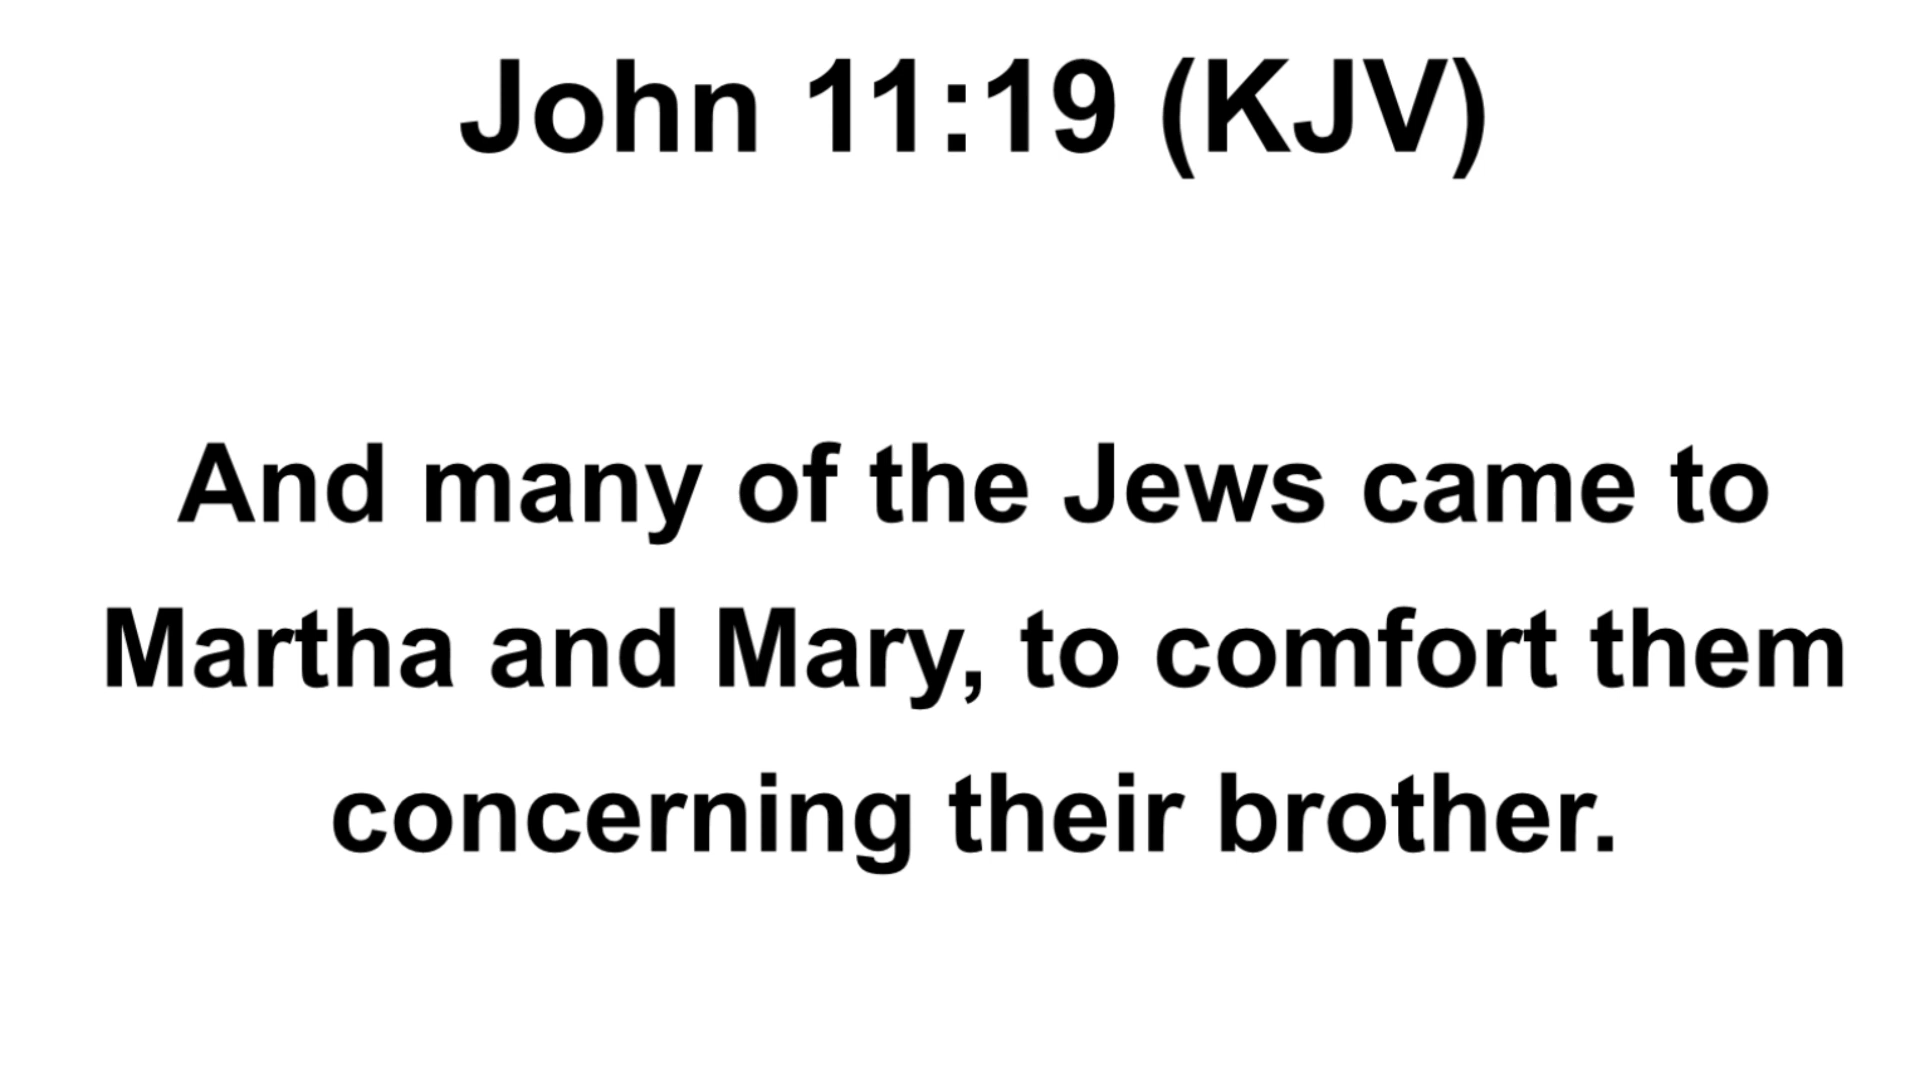 John 11:19 (KJV)
And many of the Jews came to
Martha and Mary, to comfort them
concerning their brother.